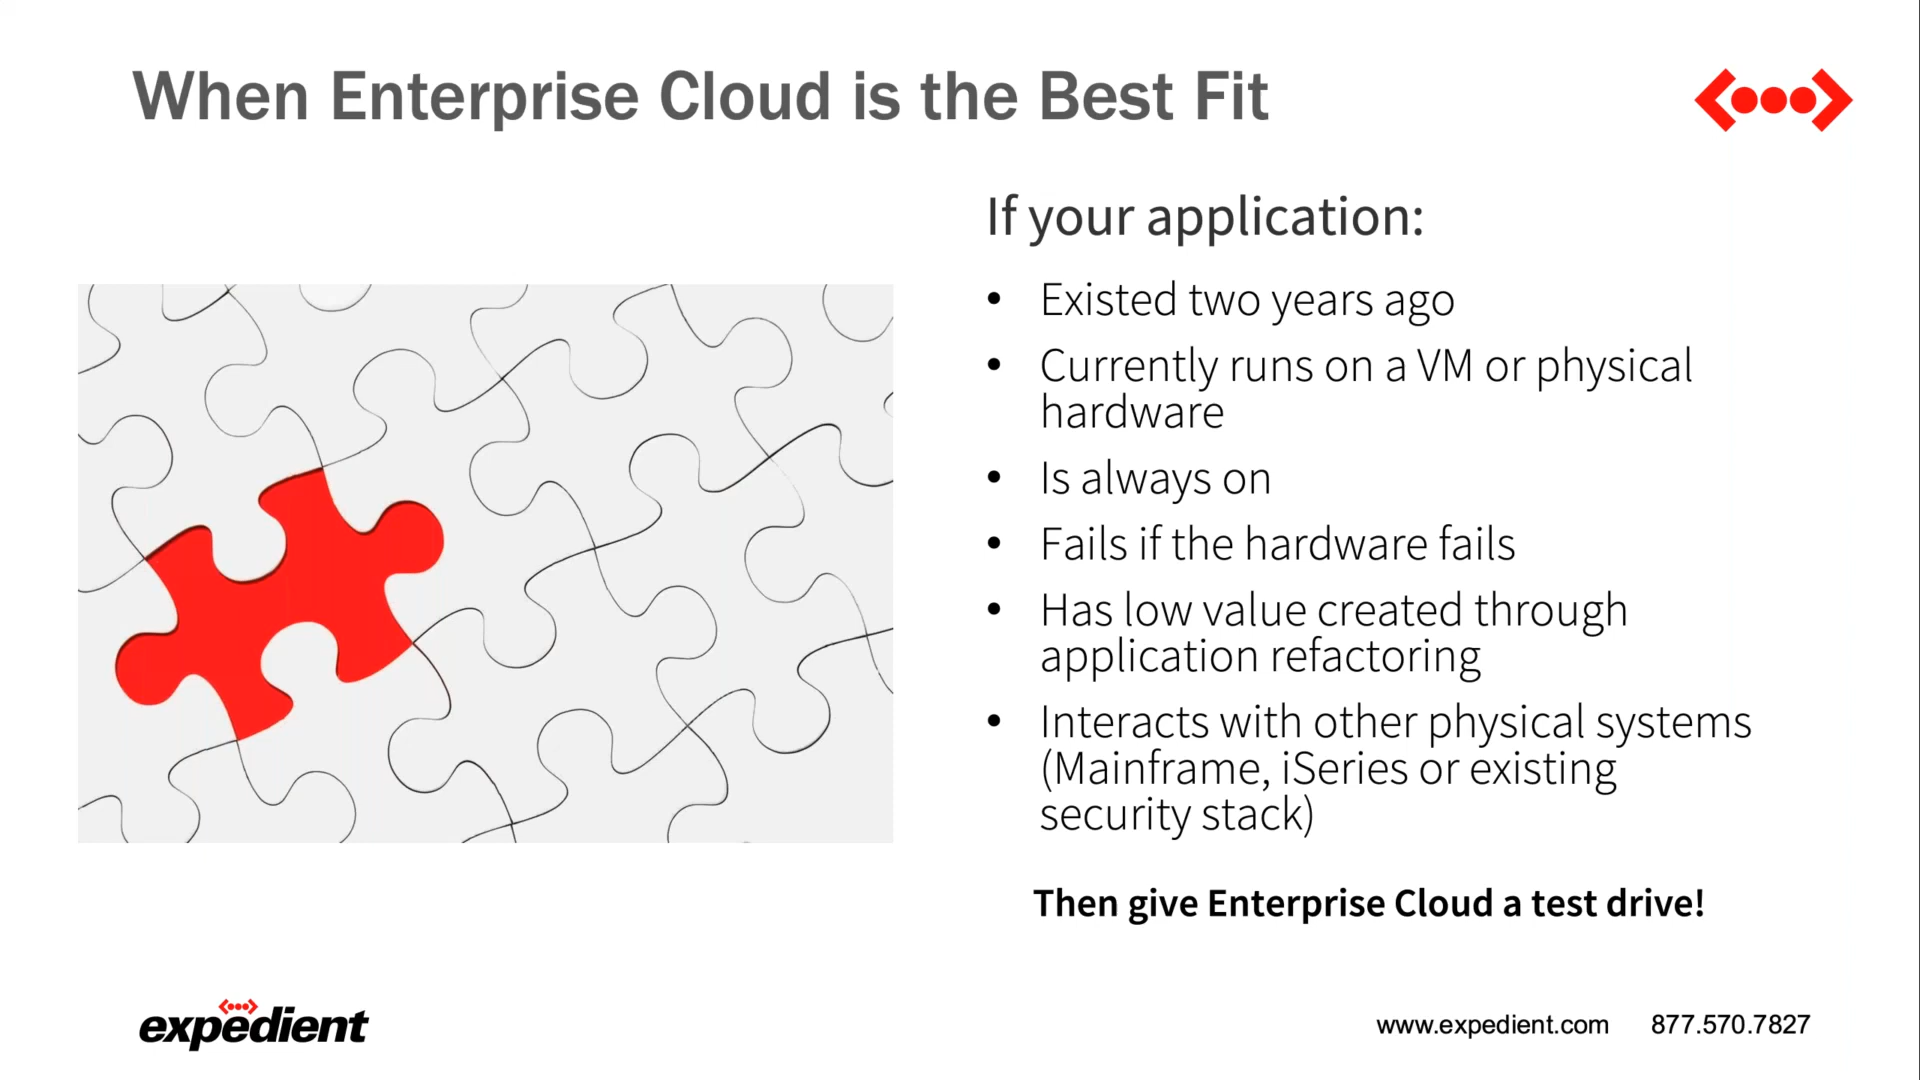 When Enterprise Cloud is the Best Fit
If your application:
• Existed two years ago
• Currently runs on a VM or physical
hardware
• Is always on
• Fails if the hardware fails
• Has low value created through
application refactoring
• Interacts with other physical systems
(Mainframe, iSeries or existing
security stack)
Then give Enterprise Cloud a test drive!
expedient
www.expedient.com 877.570.7827